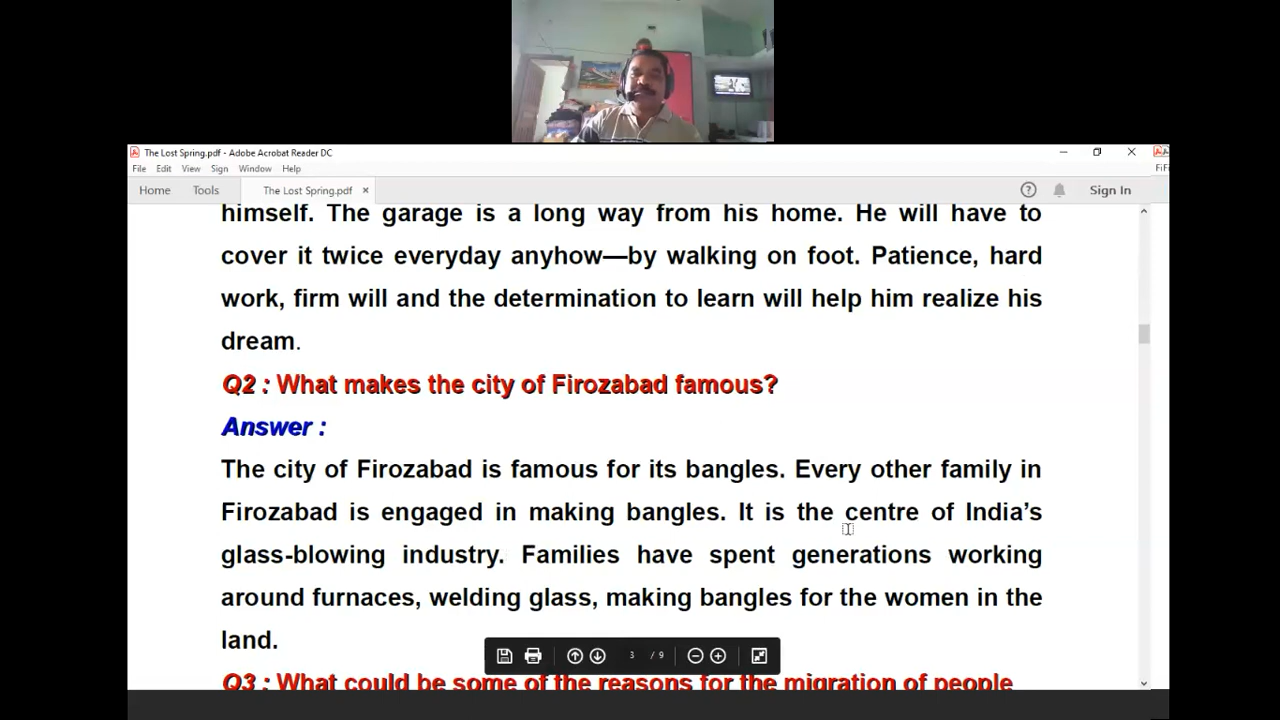 The Lost Spring.pdf - Adobe Acrobat Reader DC
File Edit View Sign Window Help
Home Tools The Lost Spring.pdf × ? Sign In
himself. The garage is a long way from his home. He will have to
cover it twice everyday anyhow—by walking on foot. Patience, hard
work, firm will and the determination to learn will help him realize his
dream.
Q2 : What makes the city of Firozabad famous?
Answer :
The city of Firozabad is famous for its bangles. Every other family in
Firozabad is engaged in making bangles. It is the centre of India’s
glass-blowing industry. Families have spent generations working
around furnaces, welding glass, making bangles for the women in the
land.
3 / 9
Q3 : What could be some of the reasons for the migration of people